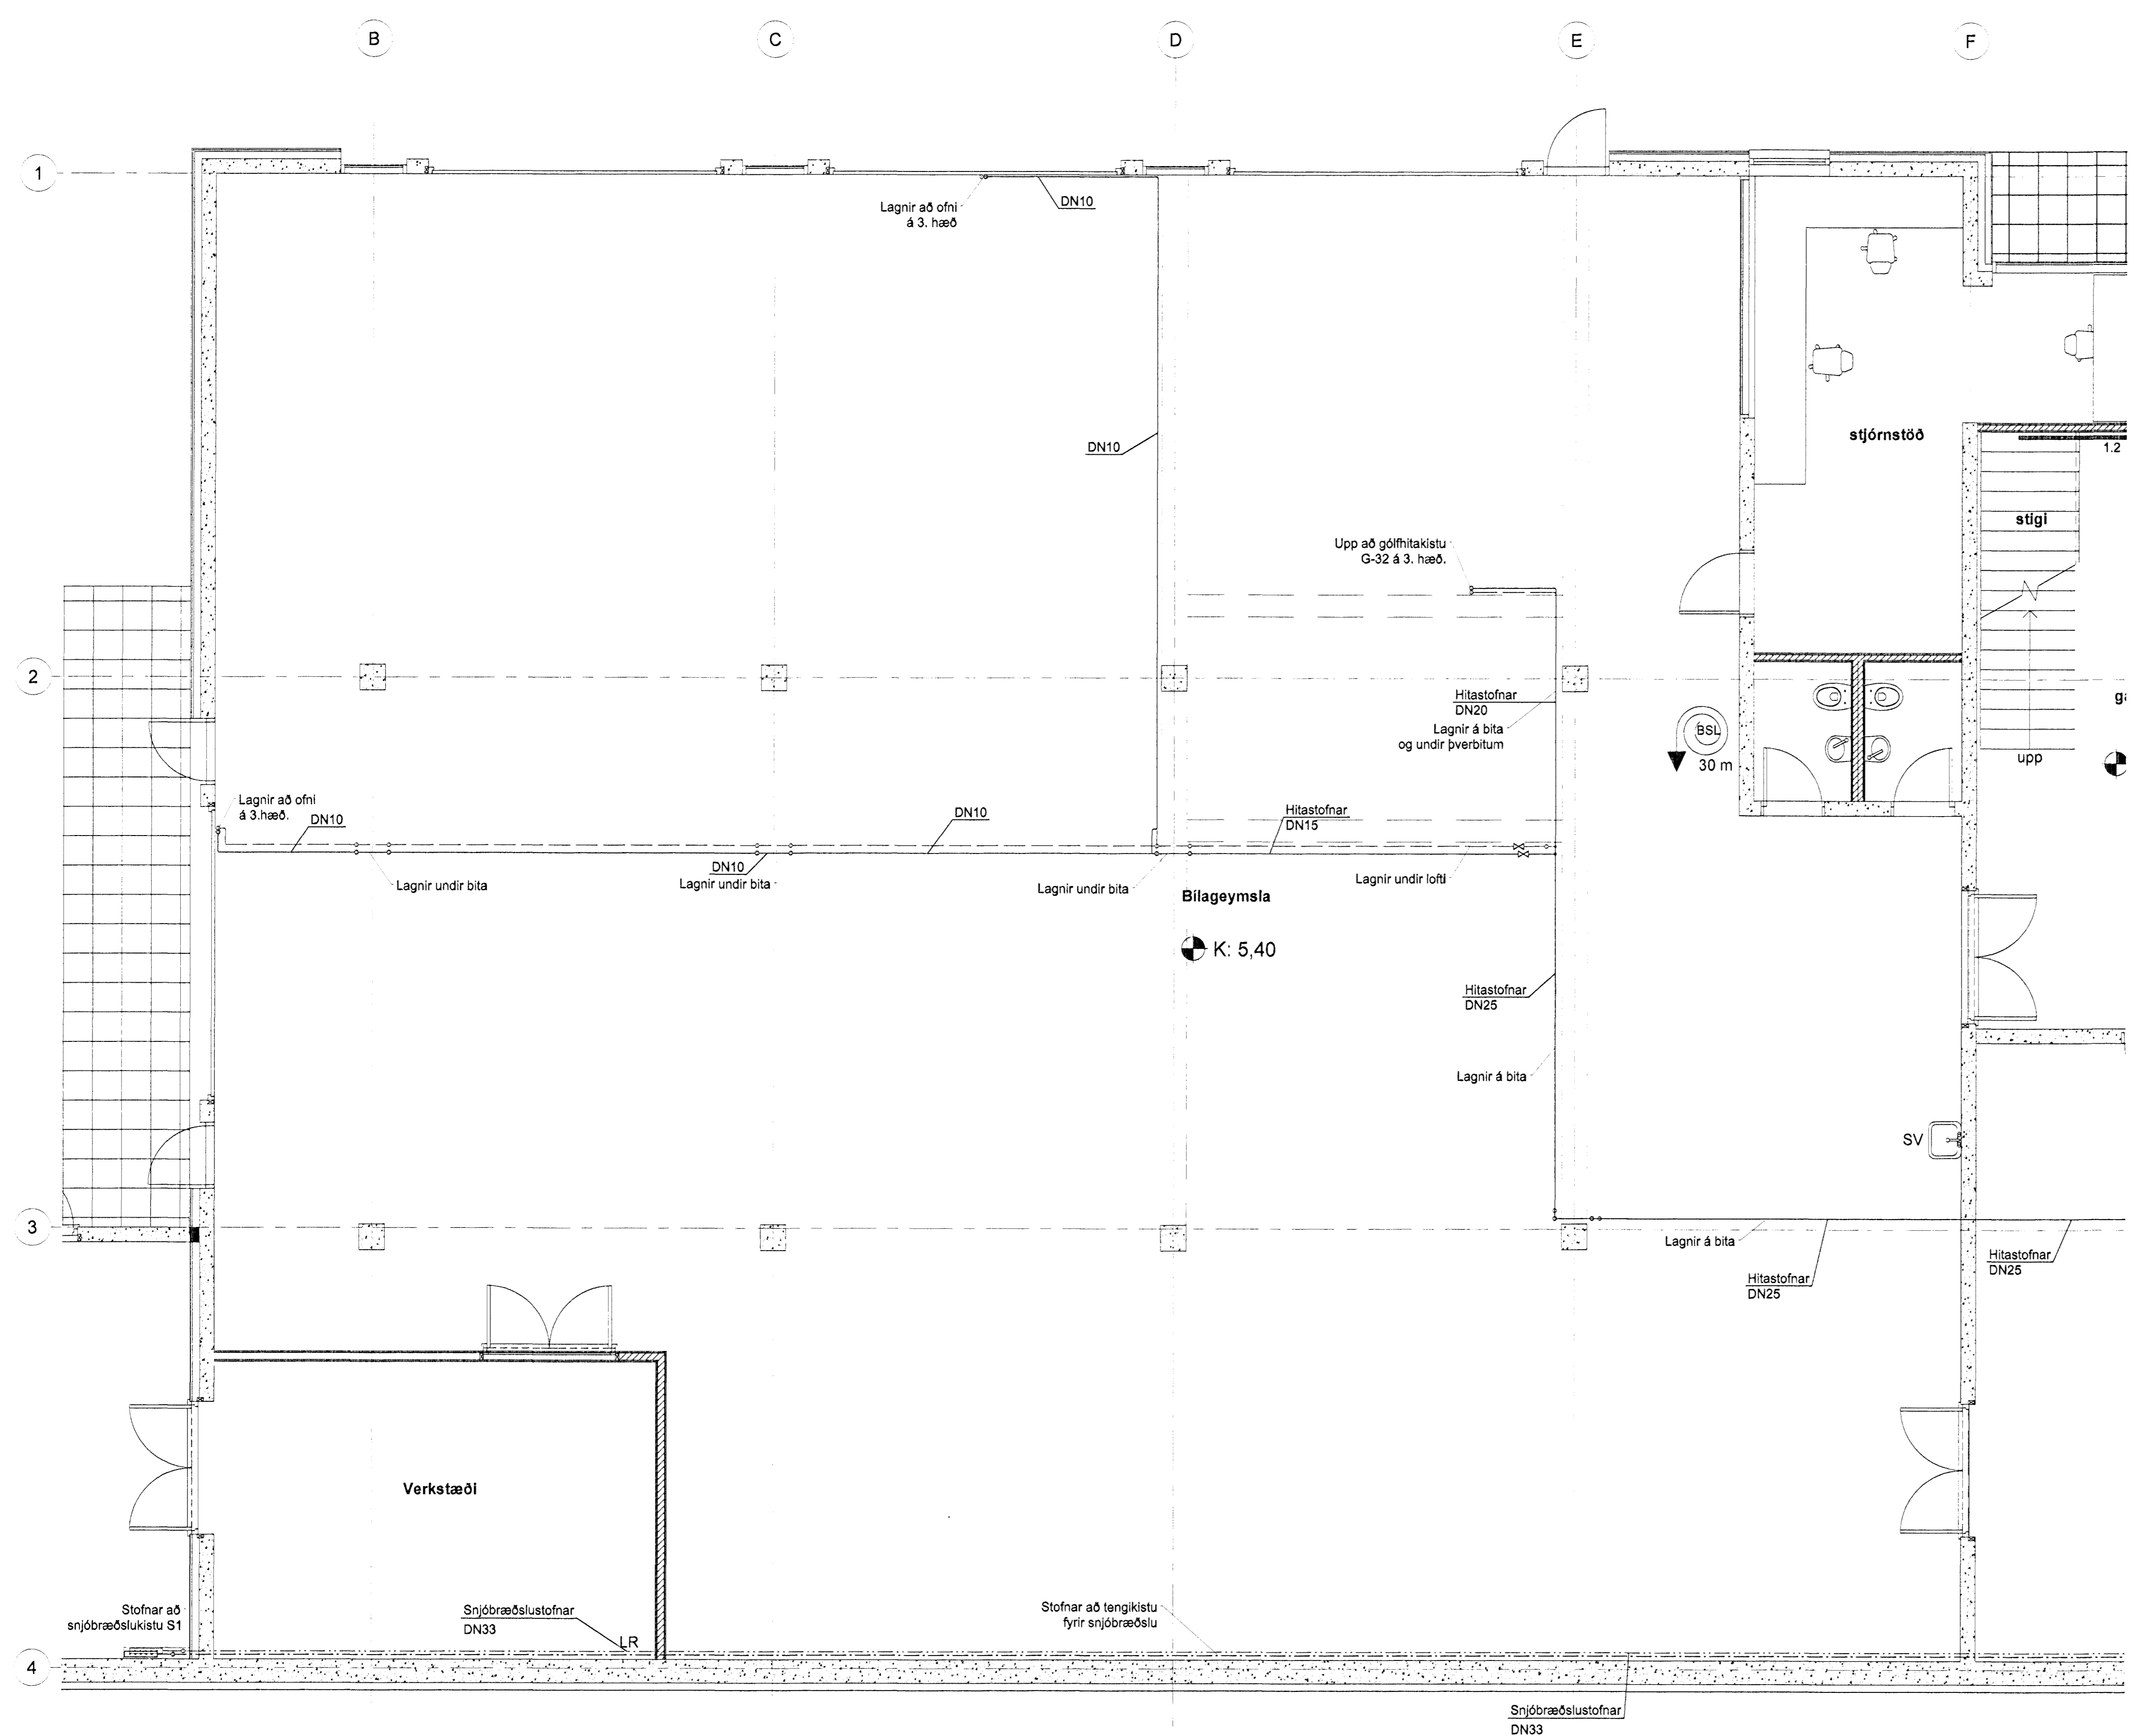 B
C
D
E
F
1
Lagnir að ofni
á 3. hæð
DN10
DN10
stjórnstöð
1.2
stigi
Upp að gólfhitakistu
G-32 á 3. hæð.
2
Hitastofnar
DN20
Lagnir á bita
og undir þverbitum
BSL
30 m
upp
Lagnir að ofni
á 3.hæð.
DN10
DN10
Hitastofnar
DN15
DN10
Lagnir undir bita
Lagnir undir bita
Lagnir undir bita
Lagnir undir lofti
Bílageymsla
K: 5,40
Hitastofnar
DN25
Lagnir á bita
SV
3
Lagnir á bita
Hitastofnar
DN25
Hitastofnar
DN25
Verkstæði
Stofnar að
snjóbræðslukistu S1
Snjóbræðslustofnar
DN33
LR
Stofnar að tengikistu
fyrir snjóbræðslu
4
Snjóbræðslustofnar
DN33